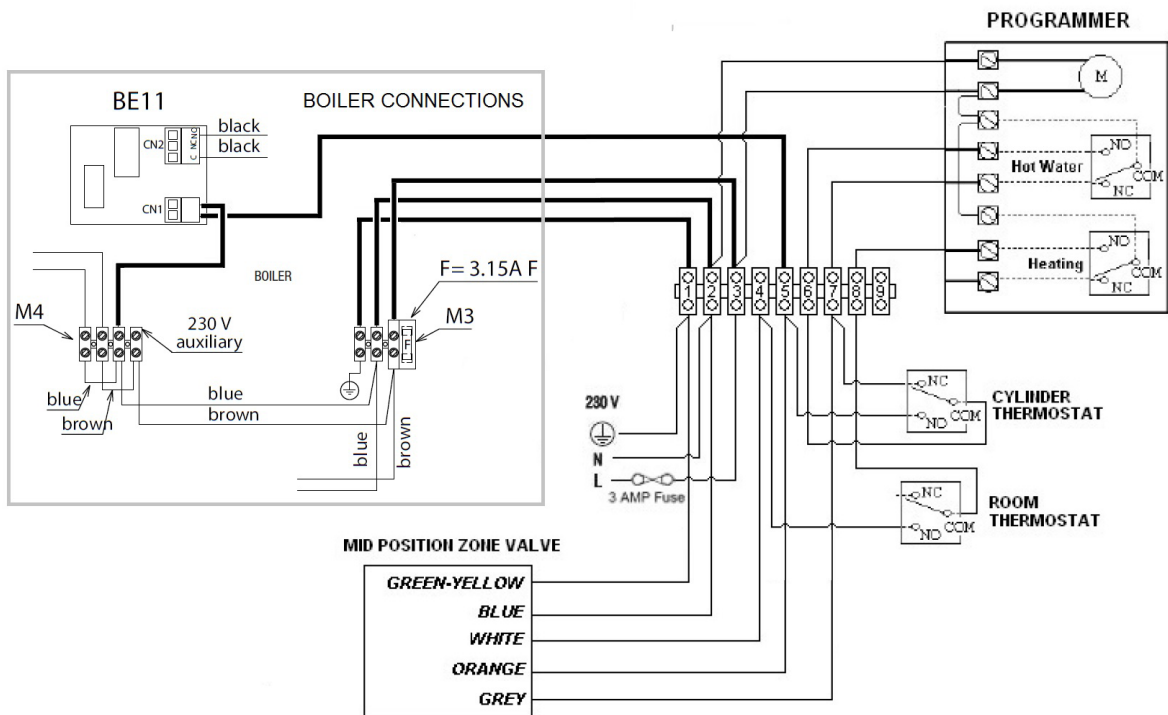 PROGRAMMER
M
NO
Hot Water
COM
NC
NO
Heating
COM
NC
BE11
BOILER CONNECTIONS
black
black
CN2
C NC NO
CN1
BOILER
F= 3.15A F
M4
230 V
auxiliary
M3
F
blue
brown
blue
brown
blue
brown
1 2 3 4 5 6 7 8 9
230 V
N
L
3 AMP Fuse
NC
COM
NO
CYLINDER
THERMOSTAT
NC
COM
NO
ROOM
THERMOSTAT
MID POSITION ZONE VALVE
GREEN-YELLOW
BLUE
WHITE
ORANGE
GREY